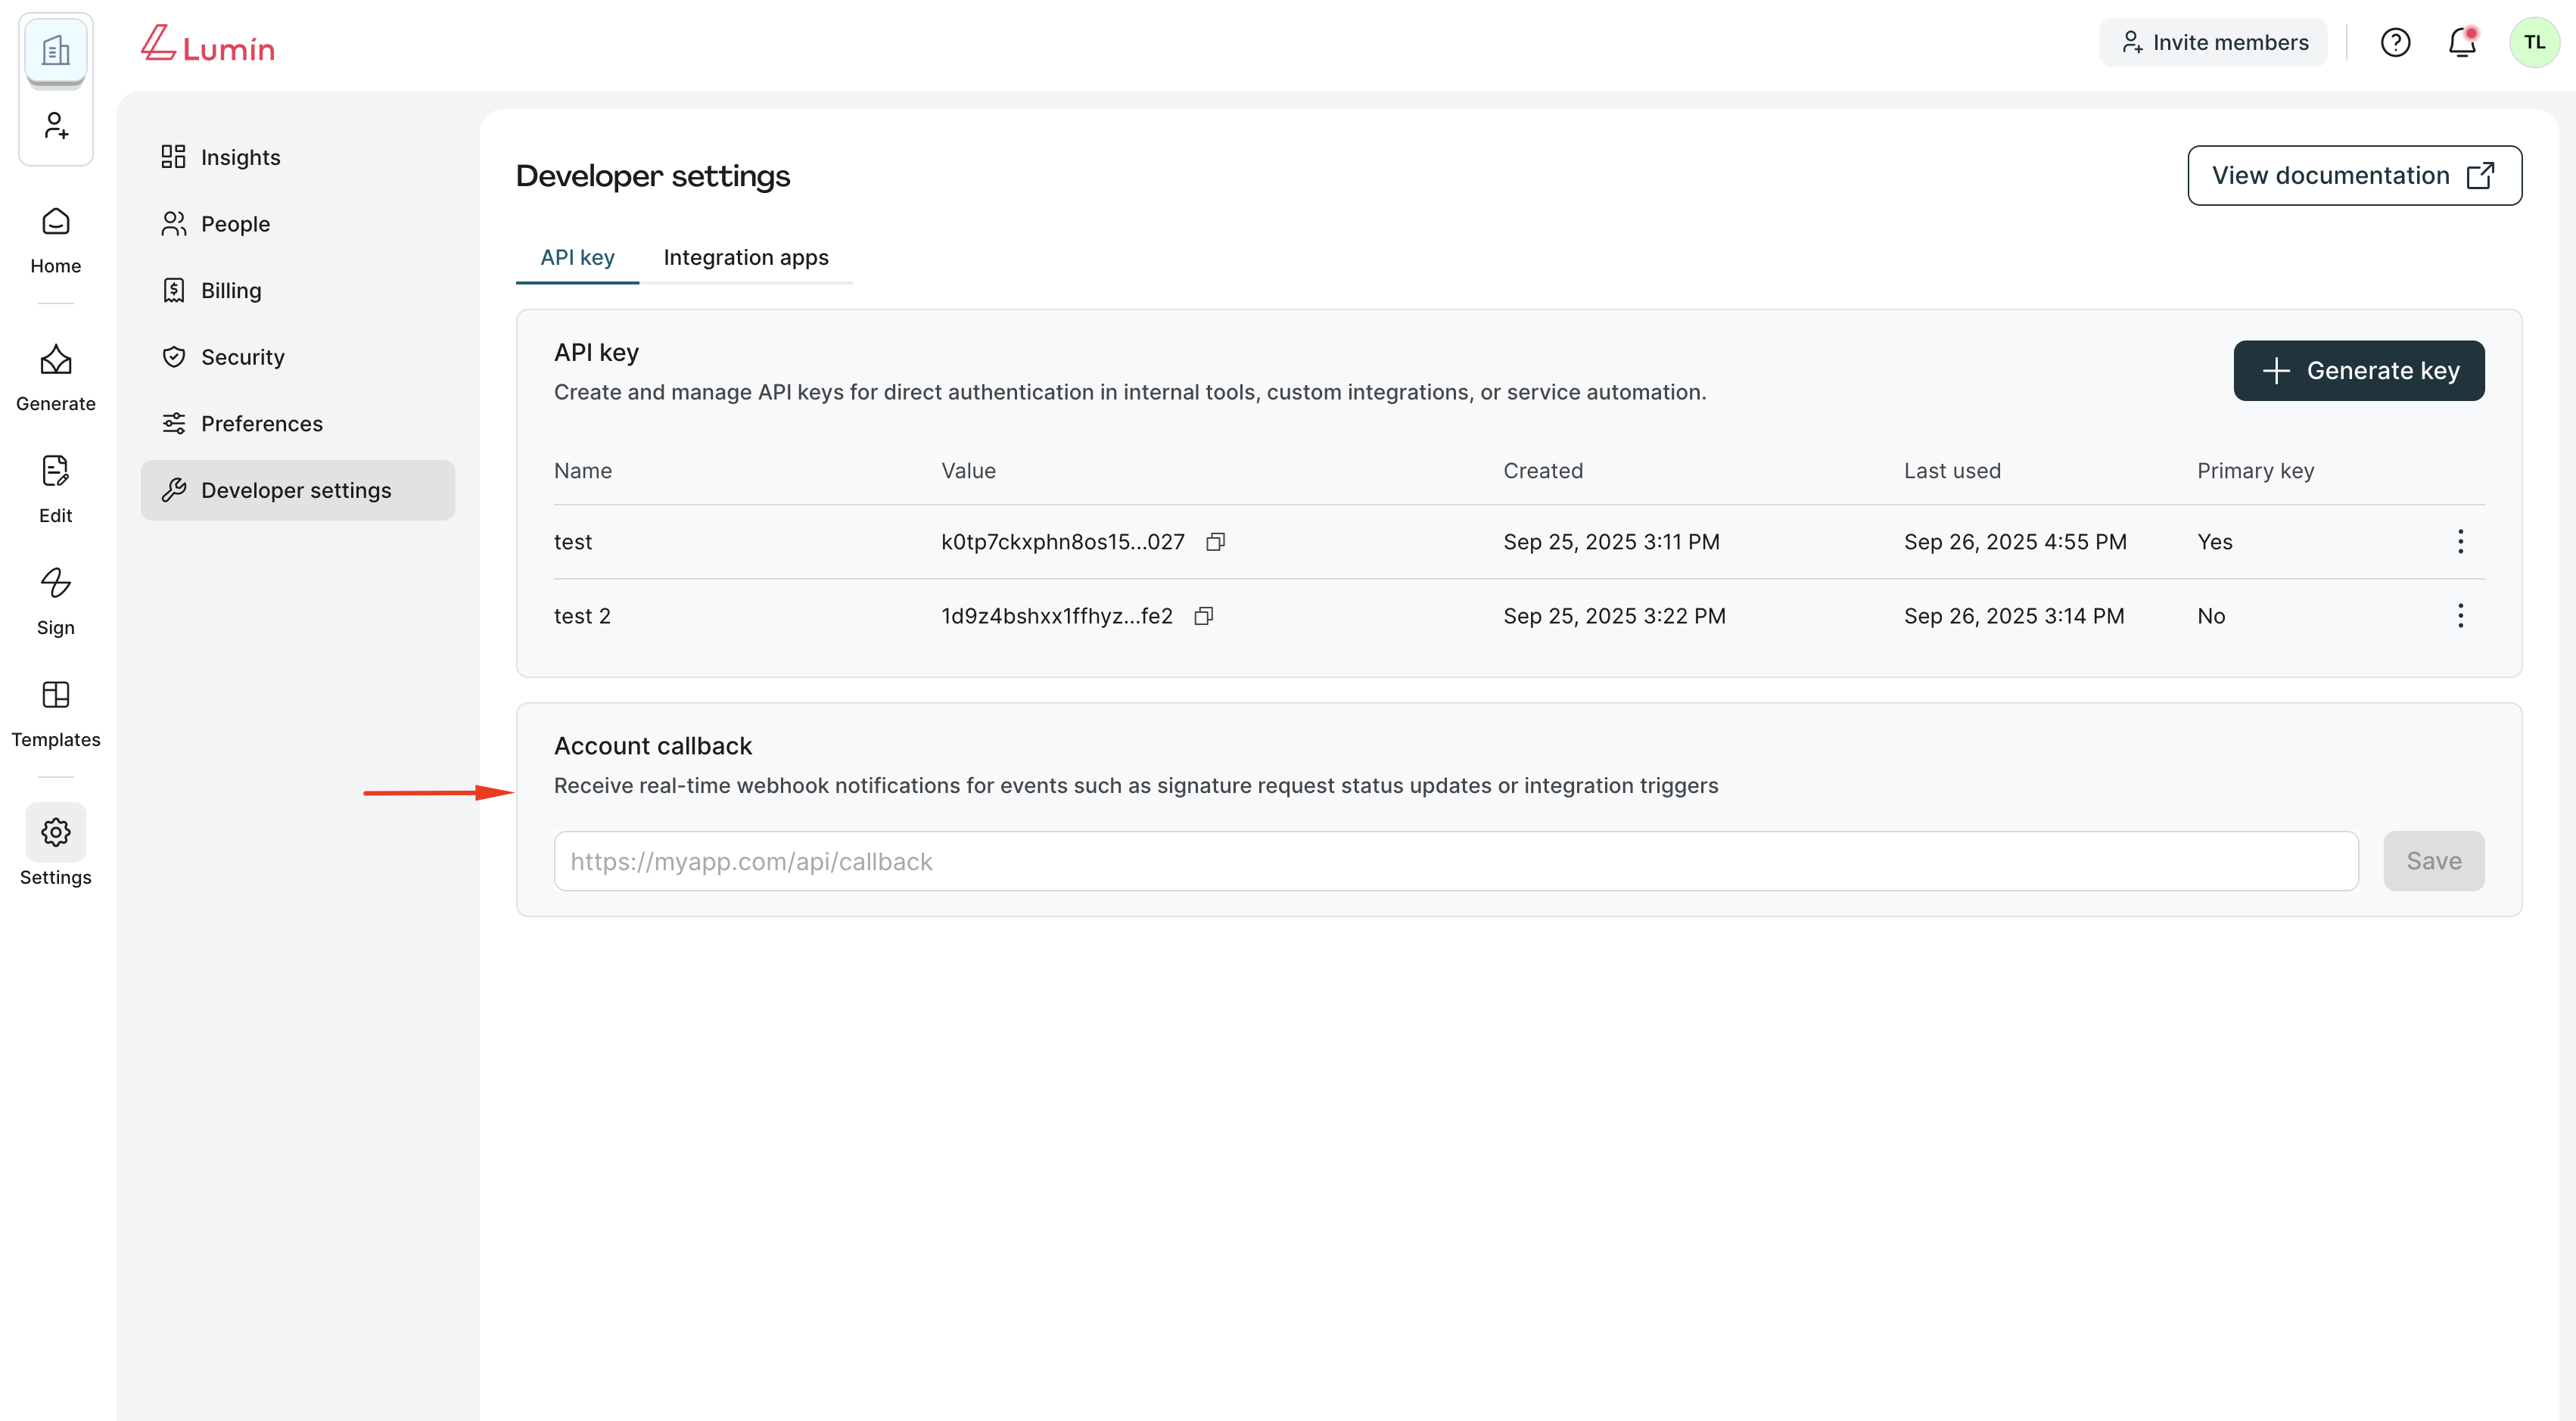 Lumin
Invite members
TL
Home
Generate
Edit
Sign
Templates
Settings
Insights
People
Billing
Security
Preferences
Developer settings
Developer settings
View documentation
API key
Integration apps
API key
Create and manage API keys for direct authentication in internal tools, custom integrations, or service automation.
Generate key
Name Value Created Last used Primary key
test k0tp7ckxphn8os15...027 Sep 25, 2025 3:11 PM Sep 26, 2025 4:55 PM Yes
test 2 1d9z4bshxx1ffhyz...fe2 Sep 25, 2025 3:22 PM Sep 26, 2025 3:14 PM No
Account callback
Receive real-time webhook notifications for events such as signature request status updates or integration triggers
https://myapp.com/api/callback
Save